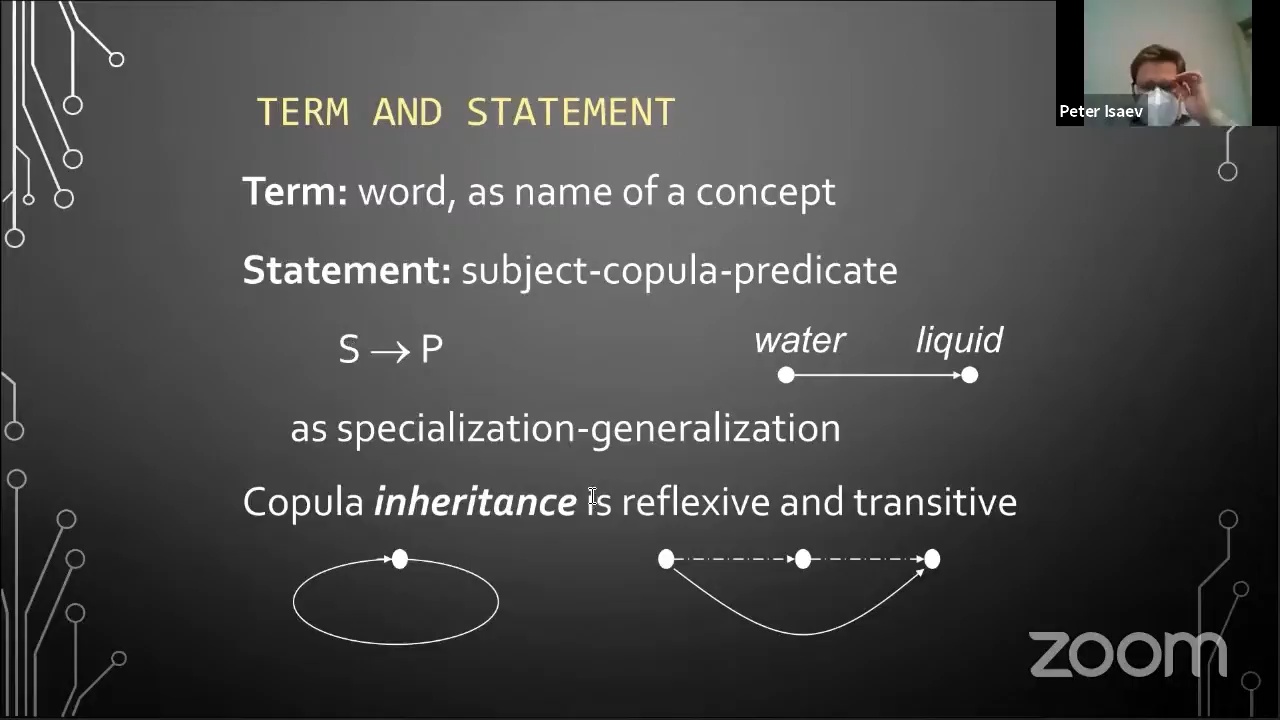 TERM AND STATEMENT
Peter Isaev
Term: word, as name of a concept
Statement: subject-copula-predicate
S → P
water liquid
as specialization-generalization
Copula inheritance is reflexive and transitive
zoom